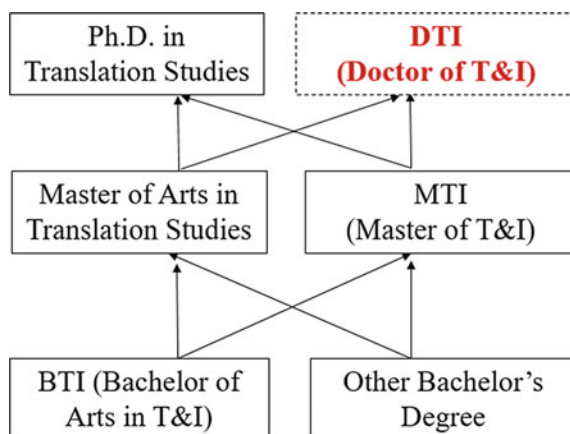 Ph.D. in
Translation Studies
DTI
(Doctor of T&I)
Master of Arts in
Translation Studies
MTI
(Master of T&I)
BTI (Bachelor of
Arts in T&I)
Other Bachelor’s
Degree